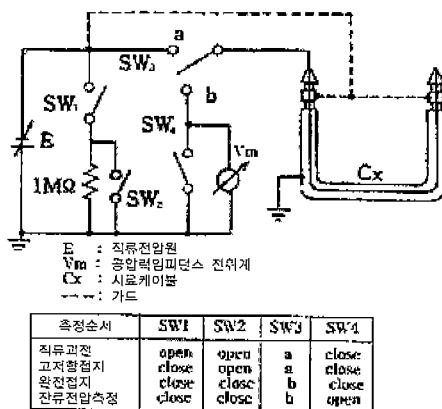 a
SW₃
SW₁
b
SW₄
E
Vm
1MΩ
SW₂
Cx
E : 직류전압원
Vm : 공압력임피던스 전위계
Cx : 시료케이블
---- : 가드
측정순서 SW1 SW2 SW3 SW4
직류과전 open open a close
고저항접지 close open a close
완전접지 close close b close
잔류전압측정 close close b open